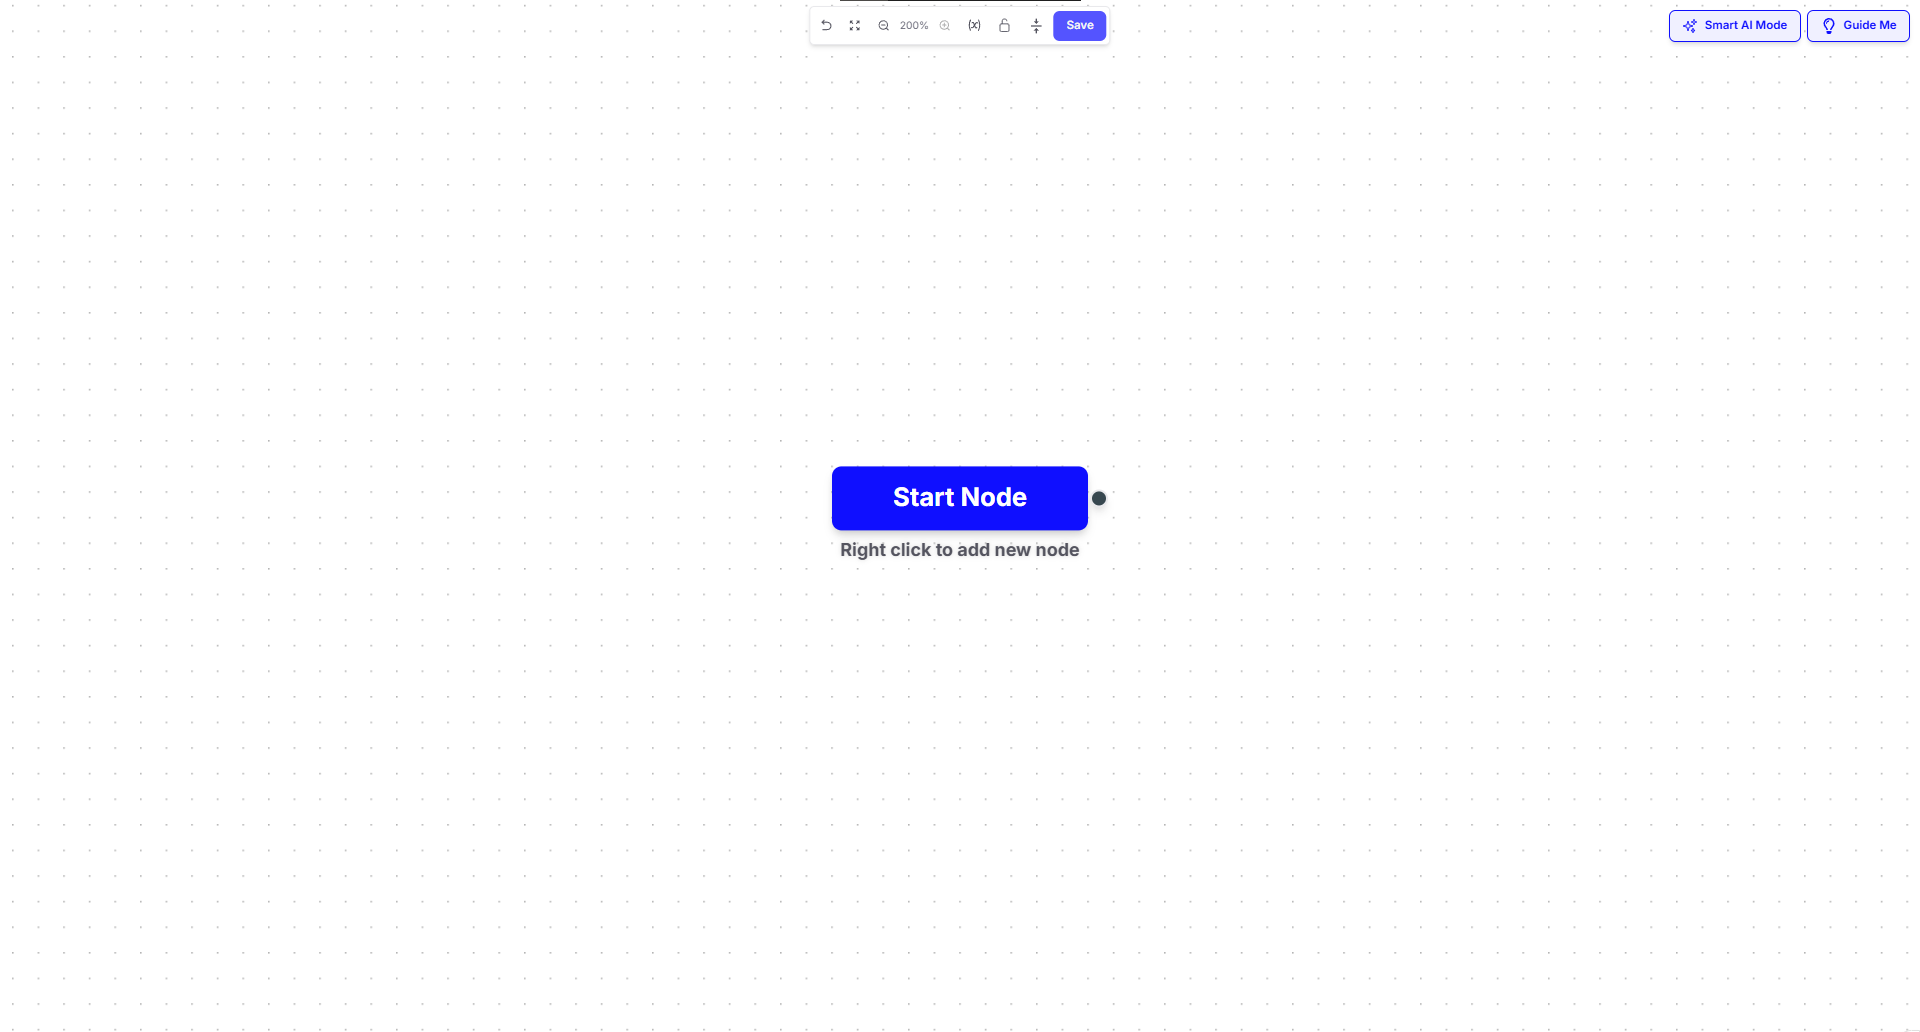 200%
(x)
Save
Smart AI Mode
Guide Me
Start Node
Right click to add new node